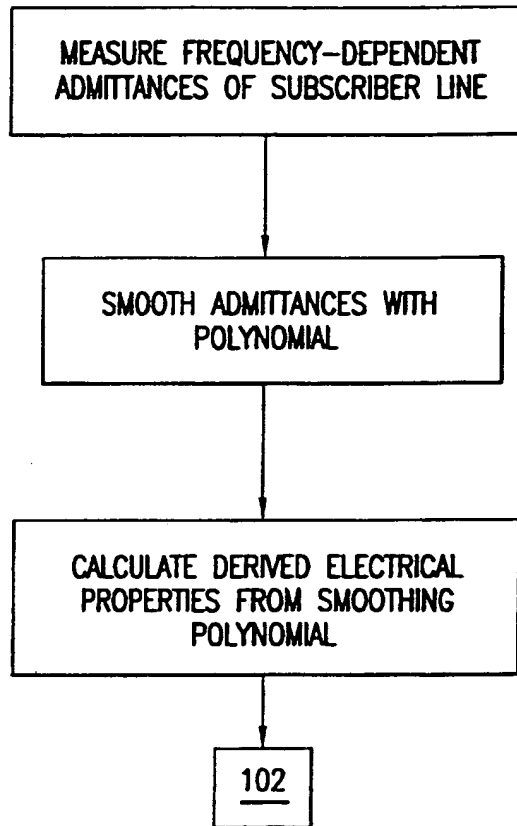 MEASURE FREQUENCY-DEPENDENT
ADMITTANCES OF SUBSCRIBER LINE
SMOOTH ADMITTANCES WITH
POLYNOMIAL
CALCULATE DERIVED ELECTRICAL
PROPERTIES FROM SMOOTHING
POLYNOMIAL
102